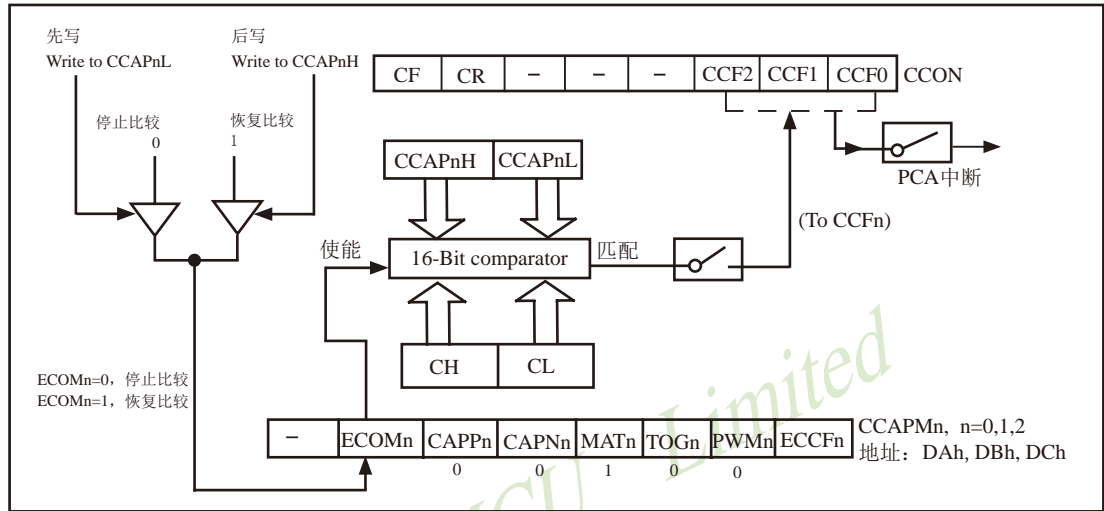 先写
Write to CCAPnL
后写
Write to CCAPnH
CF CR – – – CCF2 CCF1 CCF0 CCON
停止比较
0
恢复比较
1
CCAPnH CCAPnL
PCA中断
(To CCFn)
使能
16-Bit comparator
匹配
CH CL
ECOMn=0，停止比较
ECOMn=1，恢复比较
– ECOMn CAPPn CAPNn MATn TOGn PWMn ECCFn
0 0 1 0 0
CCAPMn, n=0,1,2
地址：DAh, DBh, DCh
MCU Limited